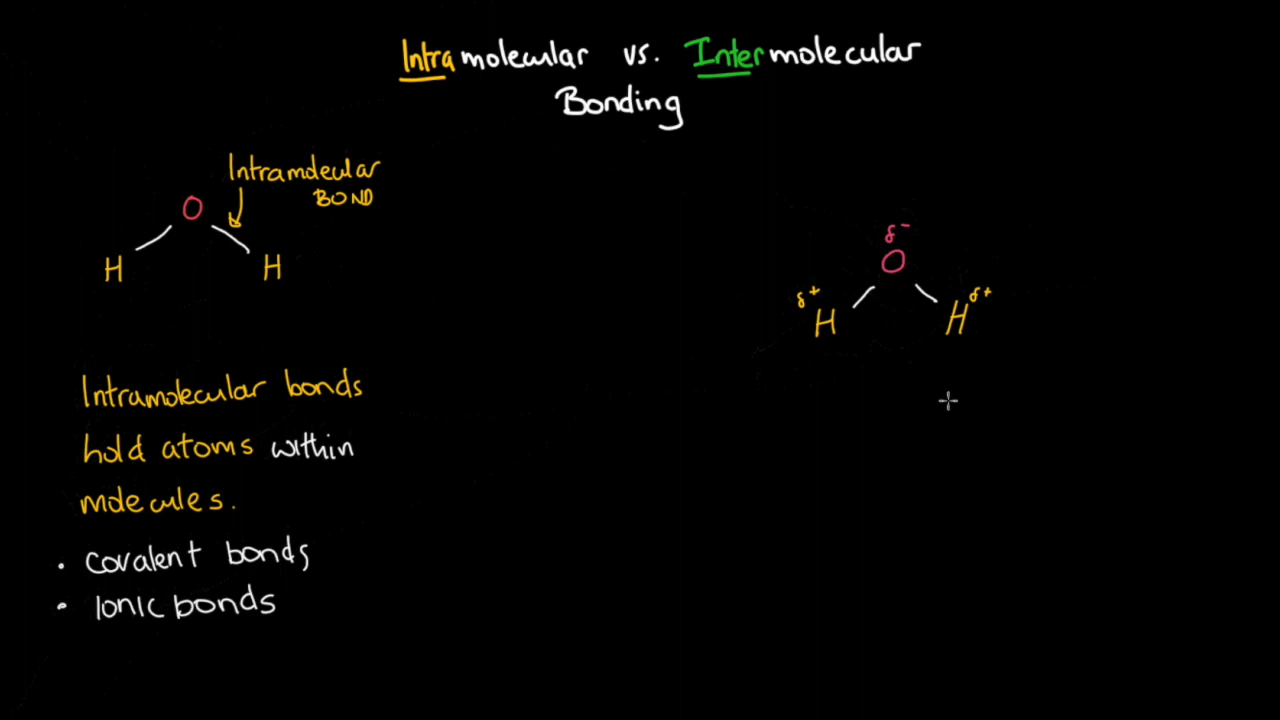 Intramolecular vs. Intermolecular
Bonding
Intramolecular
BOND
O
H H
δ-
O
δ+ δ+
H H
Intramolecular bonds
hold atoms within
molecules.
• Covalent bonds
• Ionic bonds